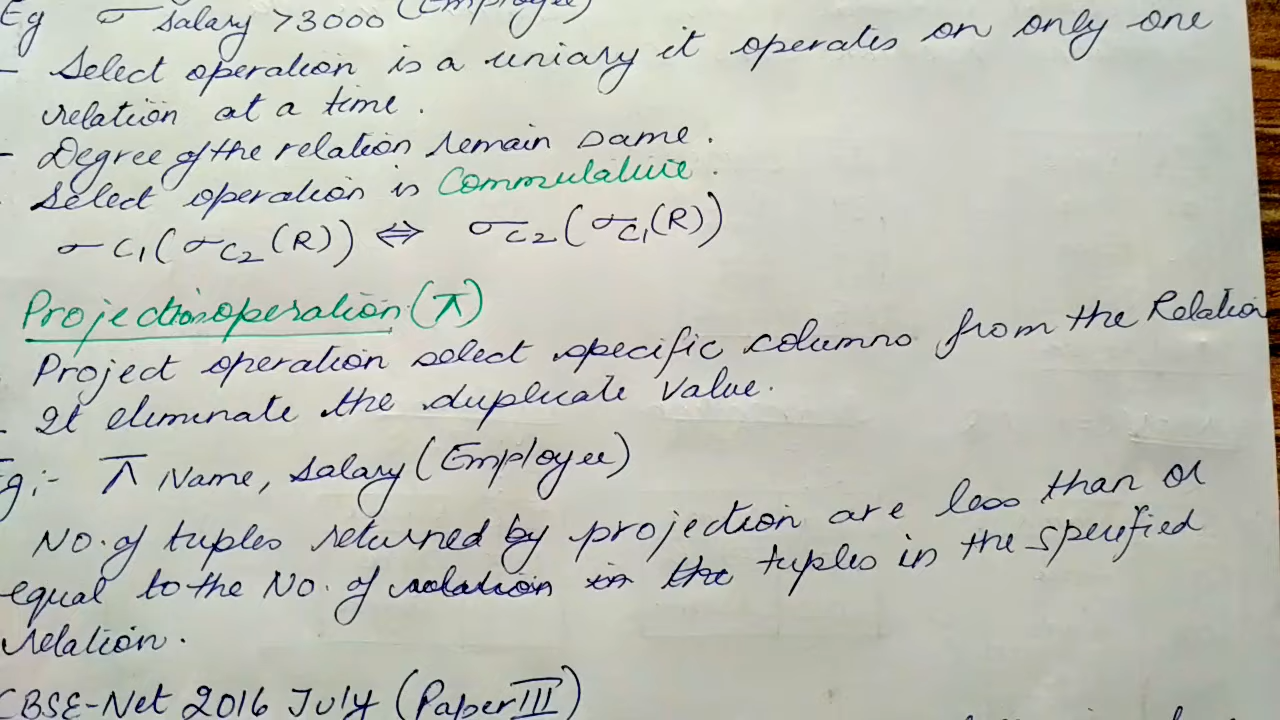 Eg σ Salary >3000 (Employee)
- Select operation is a uniary it operates on only one
relation at a time.
- Degree of the relation remain same.
- Select operation is Commulative.
σ C1 (σ C2 (R)) ⇔ σ C2 (σ C1 (R))
Projection operation (π)
- Project operation select specific columns from the Relation
- It eliminate the duplicate value.
Eg:- π Name, Salary (Employee)
No. of tuples returned by projection are less than or
equal to the No. of relation in the tuples in the specified
relation.
CBSE-Net 2016 July (Paper III)